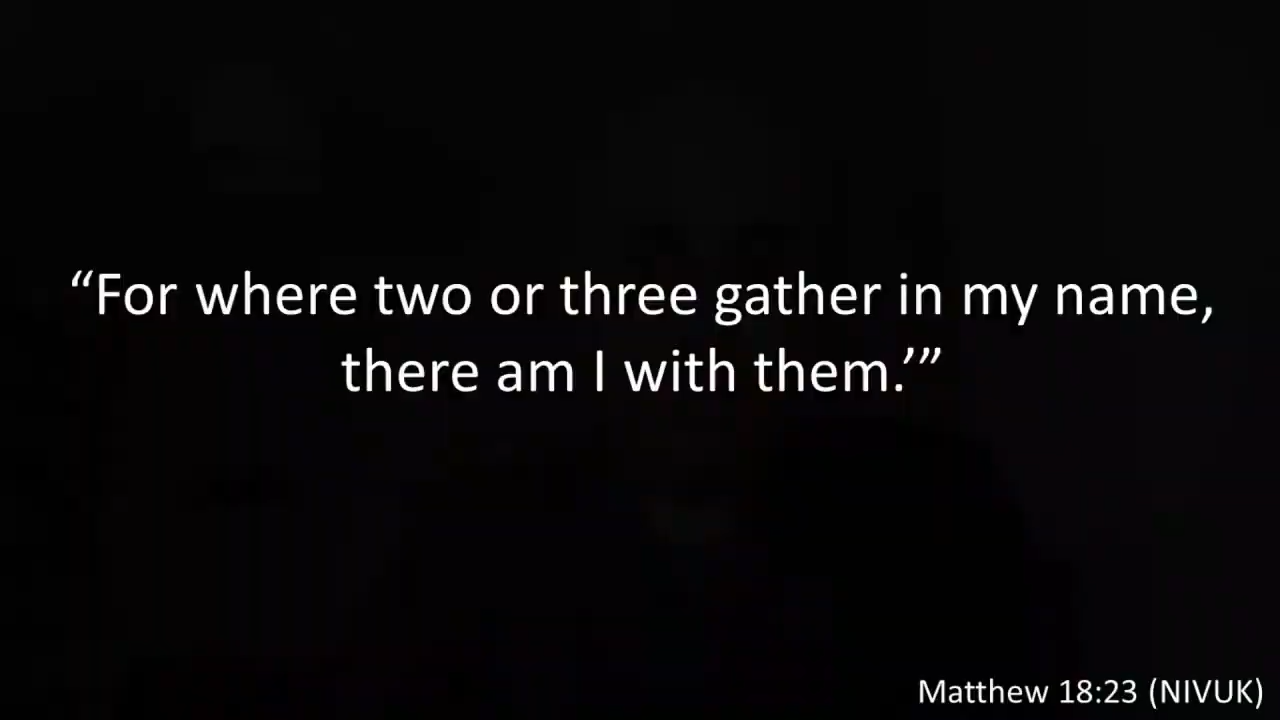 “For where two or three gather in my name,
there am I with them.’”
Matthew 18:23 (NIVUK)